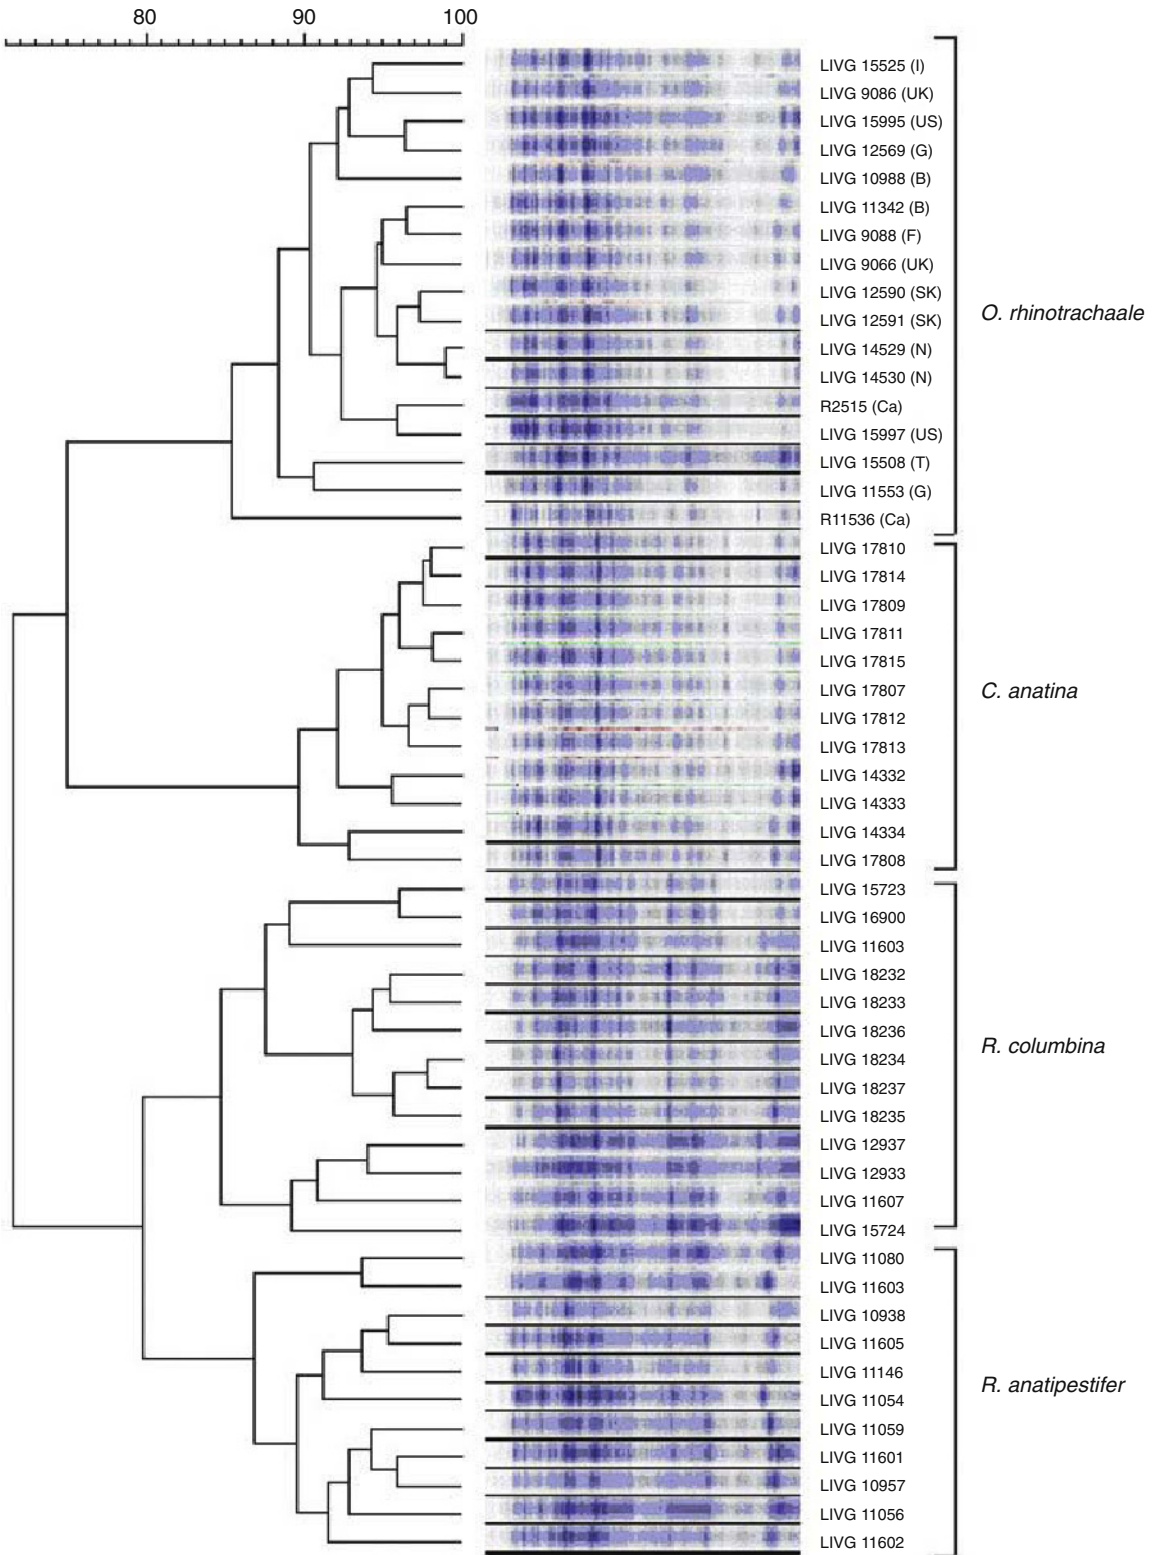 80 90 100
LIVG 15525 (I)
LIVG 9086 (UK)
LIVG 15995 (US)
LIVG 12569 (G)
LIVG 10988 (B)
LIVG 11342 (B)
LIVG 9088 (F)
LIVG 9066 (UK)
LIVG 12590 (SK)
O. rhinotrachaale
LIVG 12591 (SK)
LIVG 14529 (N)
LIVG 14530 (N)
R2515 (Ca)
LIVG 15997 (US)
LIVG 15508 (T)
LIVG 11553 (G)
R11536 (Ca)
LIVG 17810
LIVG 17814
LIVG 17809
LIVG 17811
LIVG 17815
LIVG 17807
C. anatina
LIVG 17812
LIVG 17813
LIVG 14332
LIVG 14333
LIVG 14334
LIVG 17808
LIVG 15723
LIVG 16900
LIVG 11603
LIVG 18232
LIVG 18233
LIVG 18236
R. columbina
LIVG 18234
LIVG 18237
LIVG 18235
LIVG 12937
LIVG 12933
LIVG 11607
LIVG 15724
LIVG 11080
LIVG 11603
LIVG 10938
LIVG 11605
LIVG 11146
R. anatipestifer
LIVG 11054
LIVG 11059
LIVG 11601
LIVG 10957
LIVG 11056
LIVG 11602